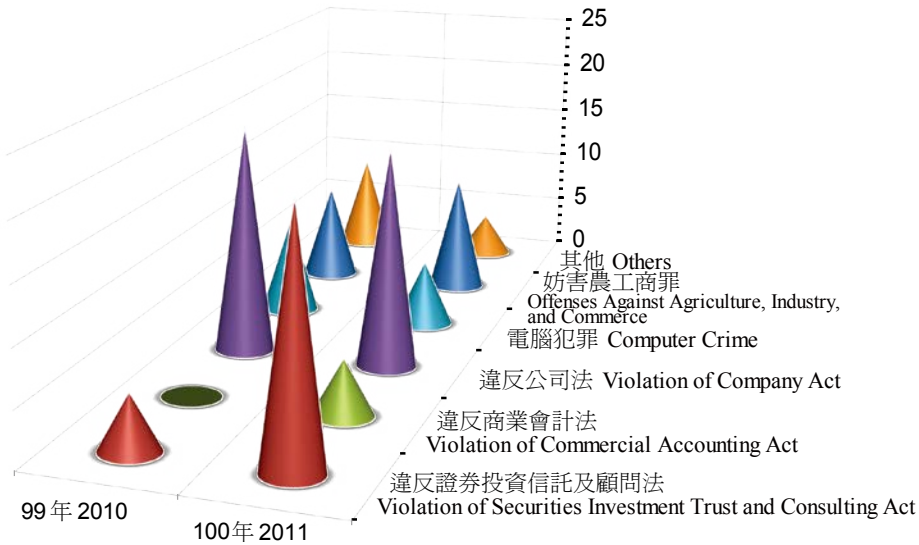 25
20
15
10
5
0
其他 Others
妨害農工商罪
Offenses Against Agriculture, Industry,
and Commerce
電腦犯罪 Computer Crime
違反公司法 Violation of Company Act
違反商業會計法
Violation of Commercial Accounting Act
違反證券投資信託及顧問法
Violation of Securities Investment Trust and Consulting Act
99年 2010
100年 2011